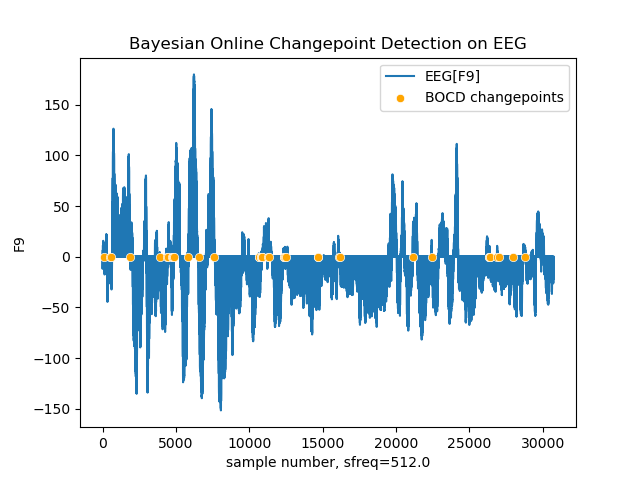 Bayesian Online Changepoint Detection on EEG
EEG[F9]
BOCD changepoints
F9
150
100
50
0
−50
−100
−150
0 5000 10000 15000 20000 25000 30000
sample number, sfreq=512.0